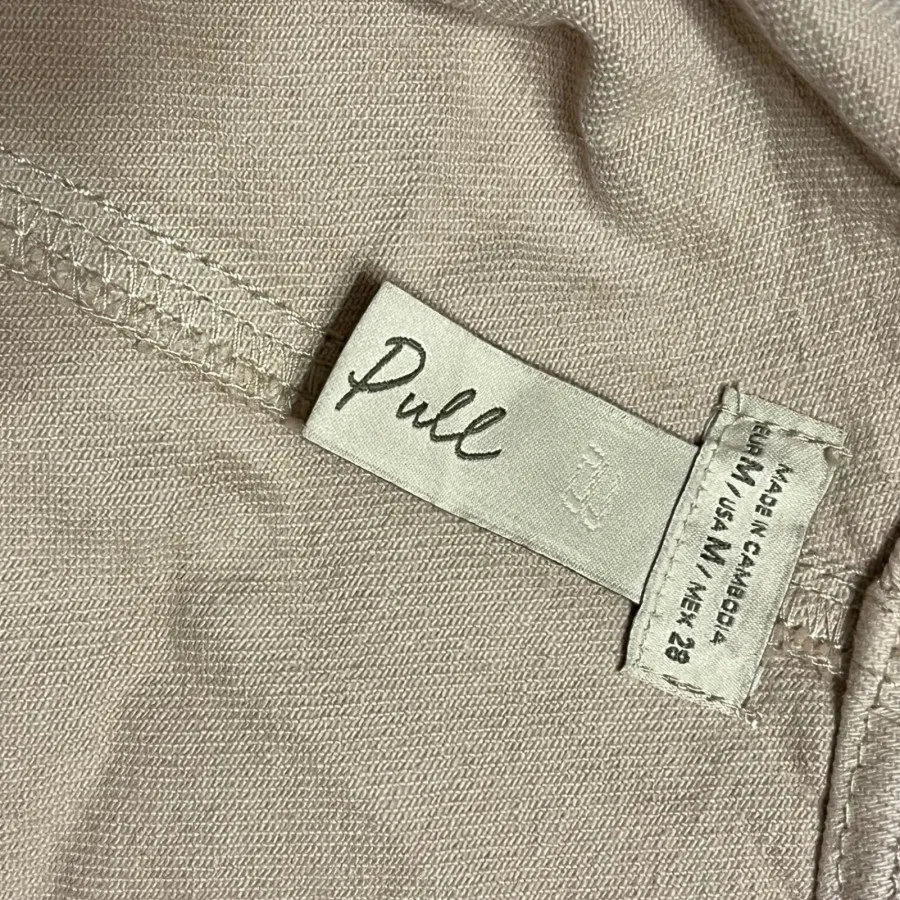 Pull
EUR M / USA M / MEX 28
MADE IN CAMBODIA